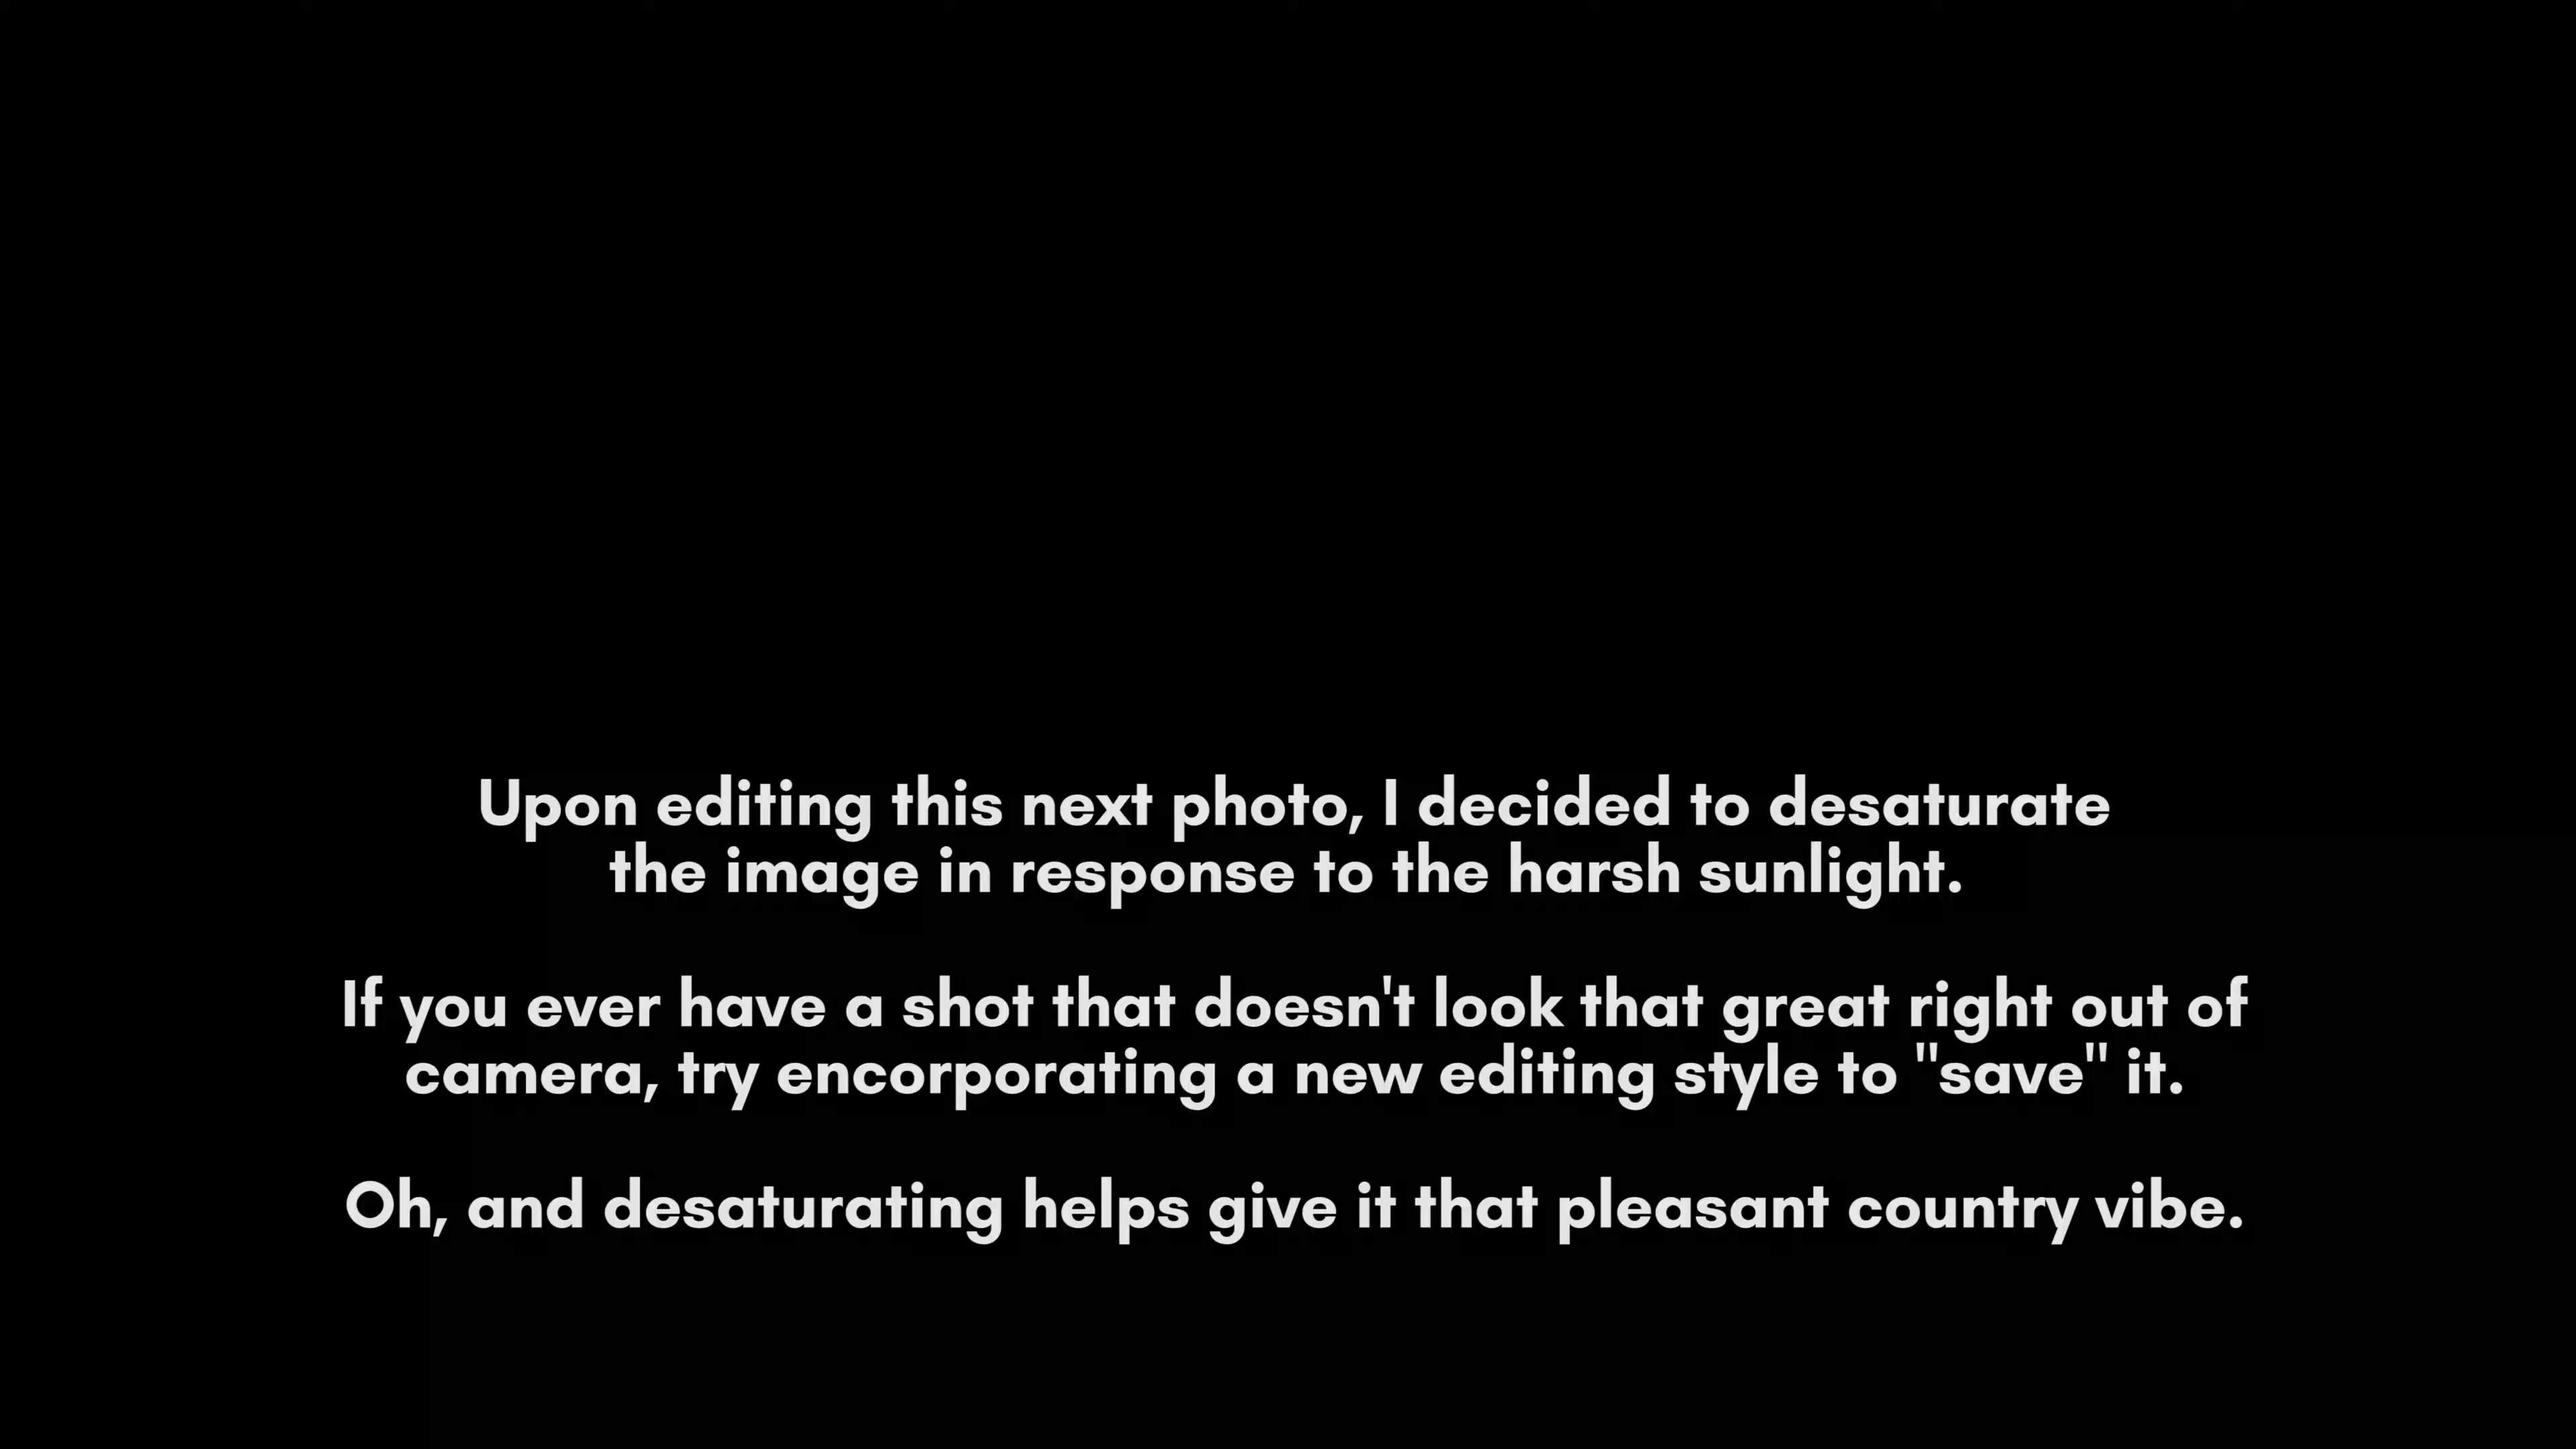 Upon editing this next photo, I decided to desaturate
the image in response to the harsh sunlight.
If you ever have a shot that doesn't look that great right out of
camera, try encorporating a new editing style to "save" it.
Oh, and desaturating helps give it that pleasant country vibe.